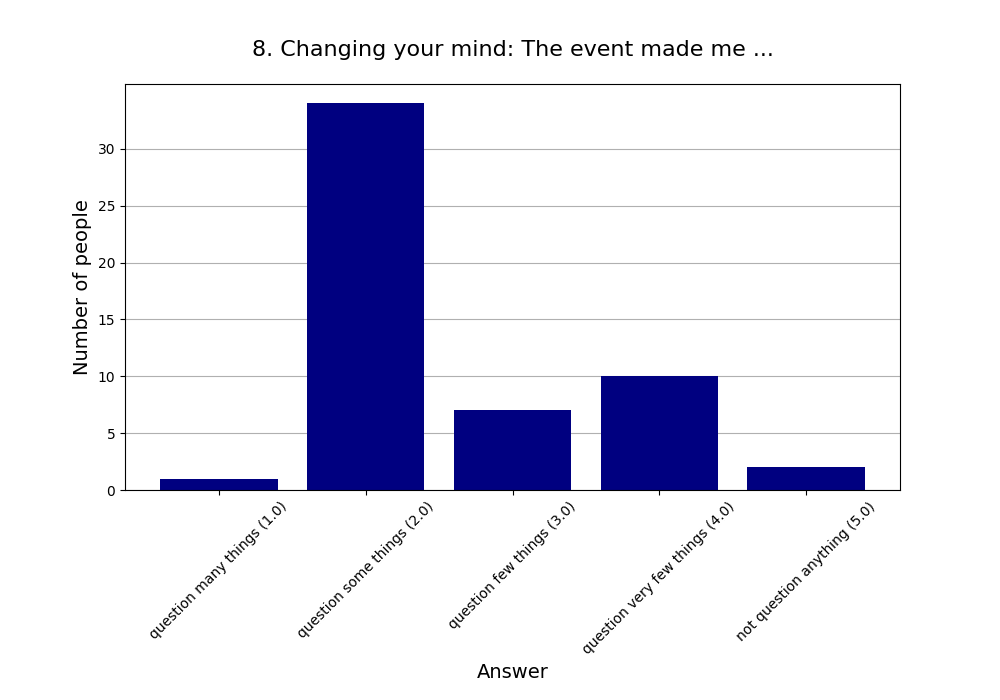 8. Changing your mind: The event made me ...
Number of people
30
25
20
15
10
5
0
question many things (1.0)
question some things (2.0)
question few things (3.0)
question very few things (4.0)
not question anything (5.0)
Answer